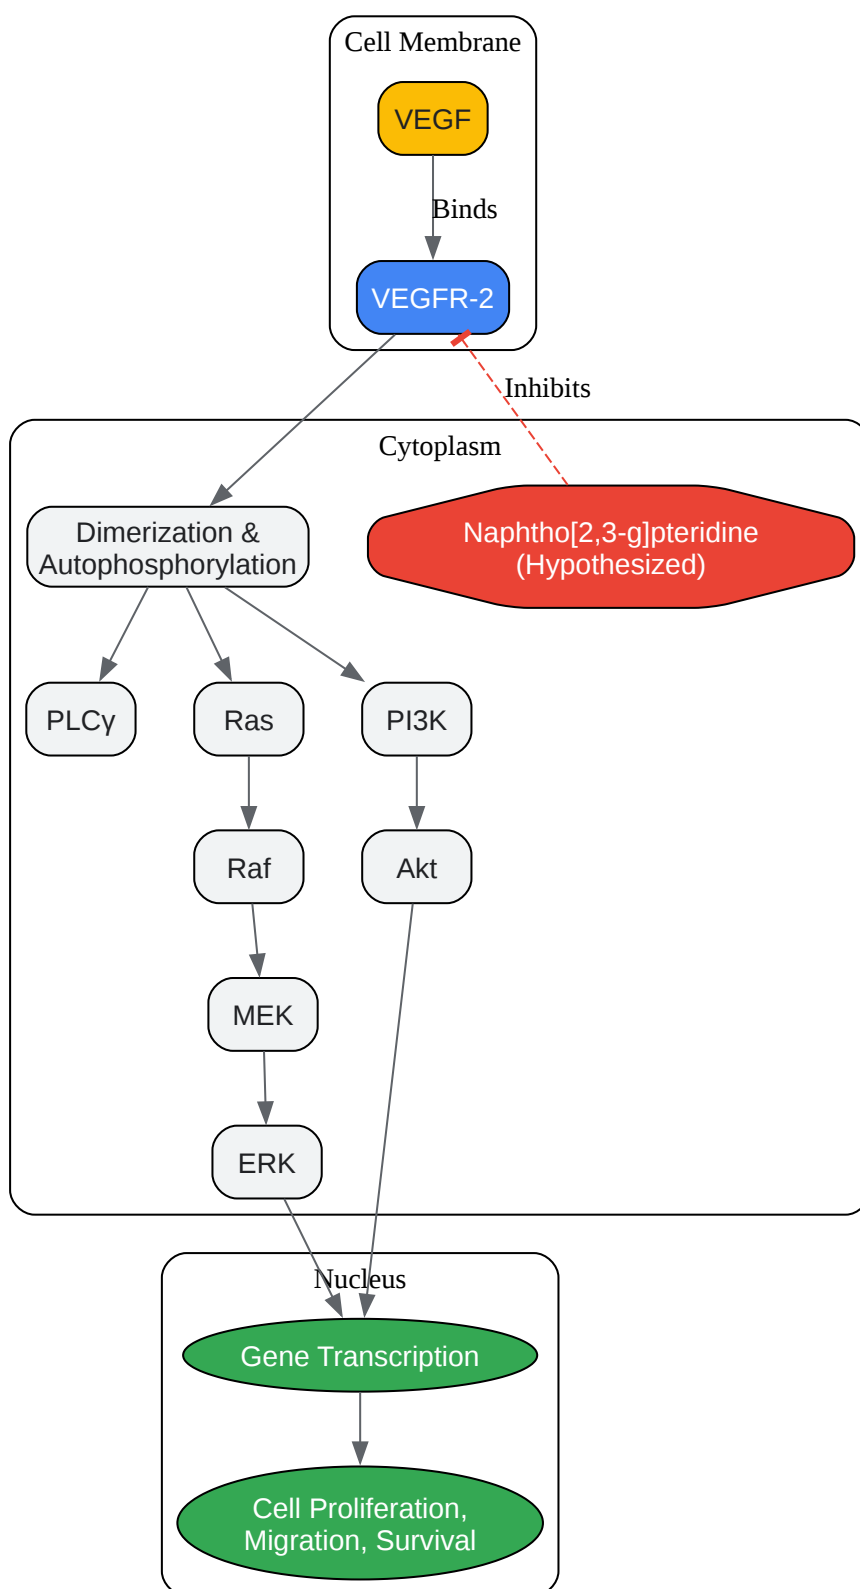 Cell Membrane
VEGF
Binds
VEGFR-2
Inhibits
Cytoplasm
Dimerization &
Autophosphorylation
Naphtho[2,3-g]pteridine
(Hypothesized)
PLCγ
Ras
PI3K
Raf
Akt
MEK
ERK
Nucleus
Gene Transcription
Cell Proliferation,
Migration, Survival